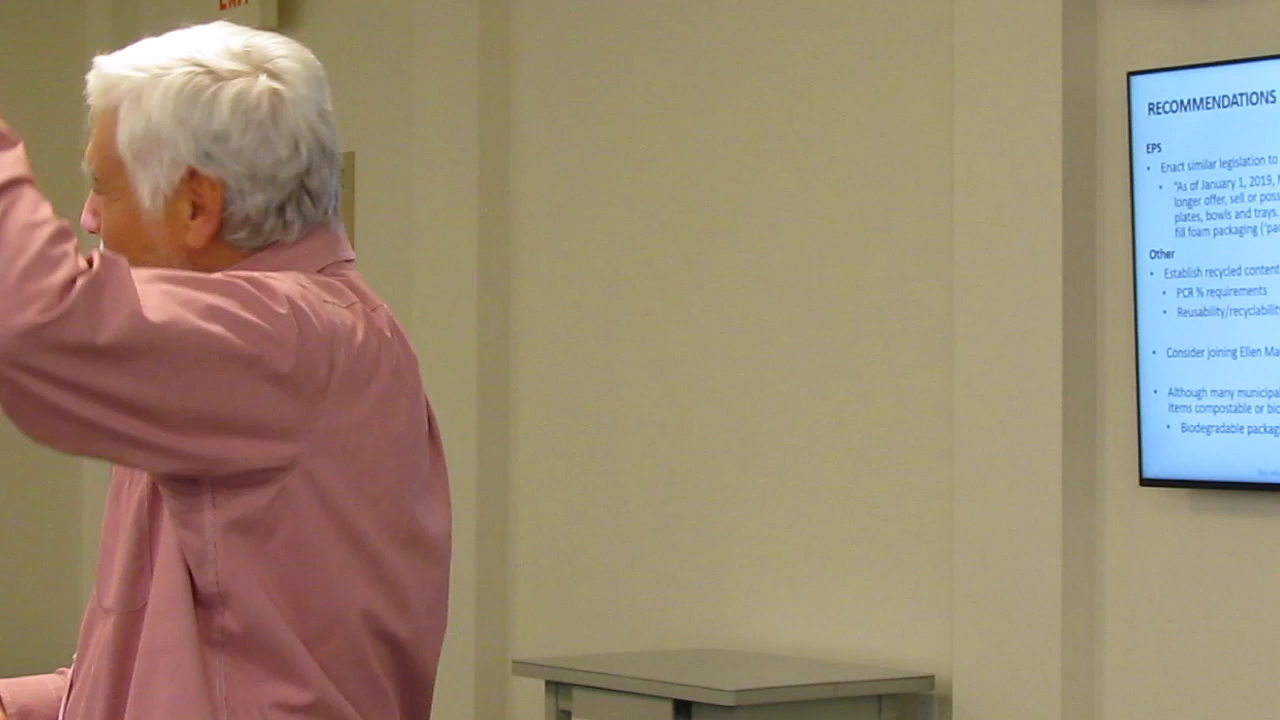 EXIT
RECOMMENDATIONS
EPS
• Enact similar legislation to
• "As of January 1, 2019,
longer offer, sell or poss
plates, bowls and trays,
fill foam packaging ('pa
Other
• Establish recycled content
• PCR % requirements
• Reusability/recyclability
• Consider joining Ellen Ma
• Although many municipal
items compostable or bio
• Biodegradable packag